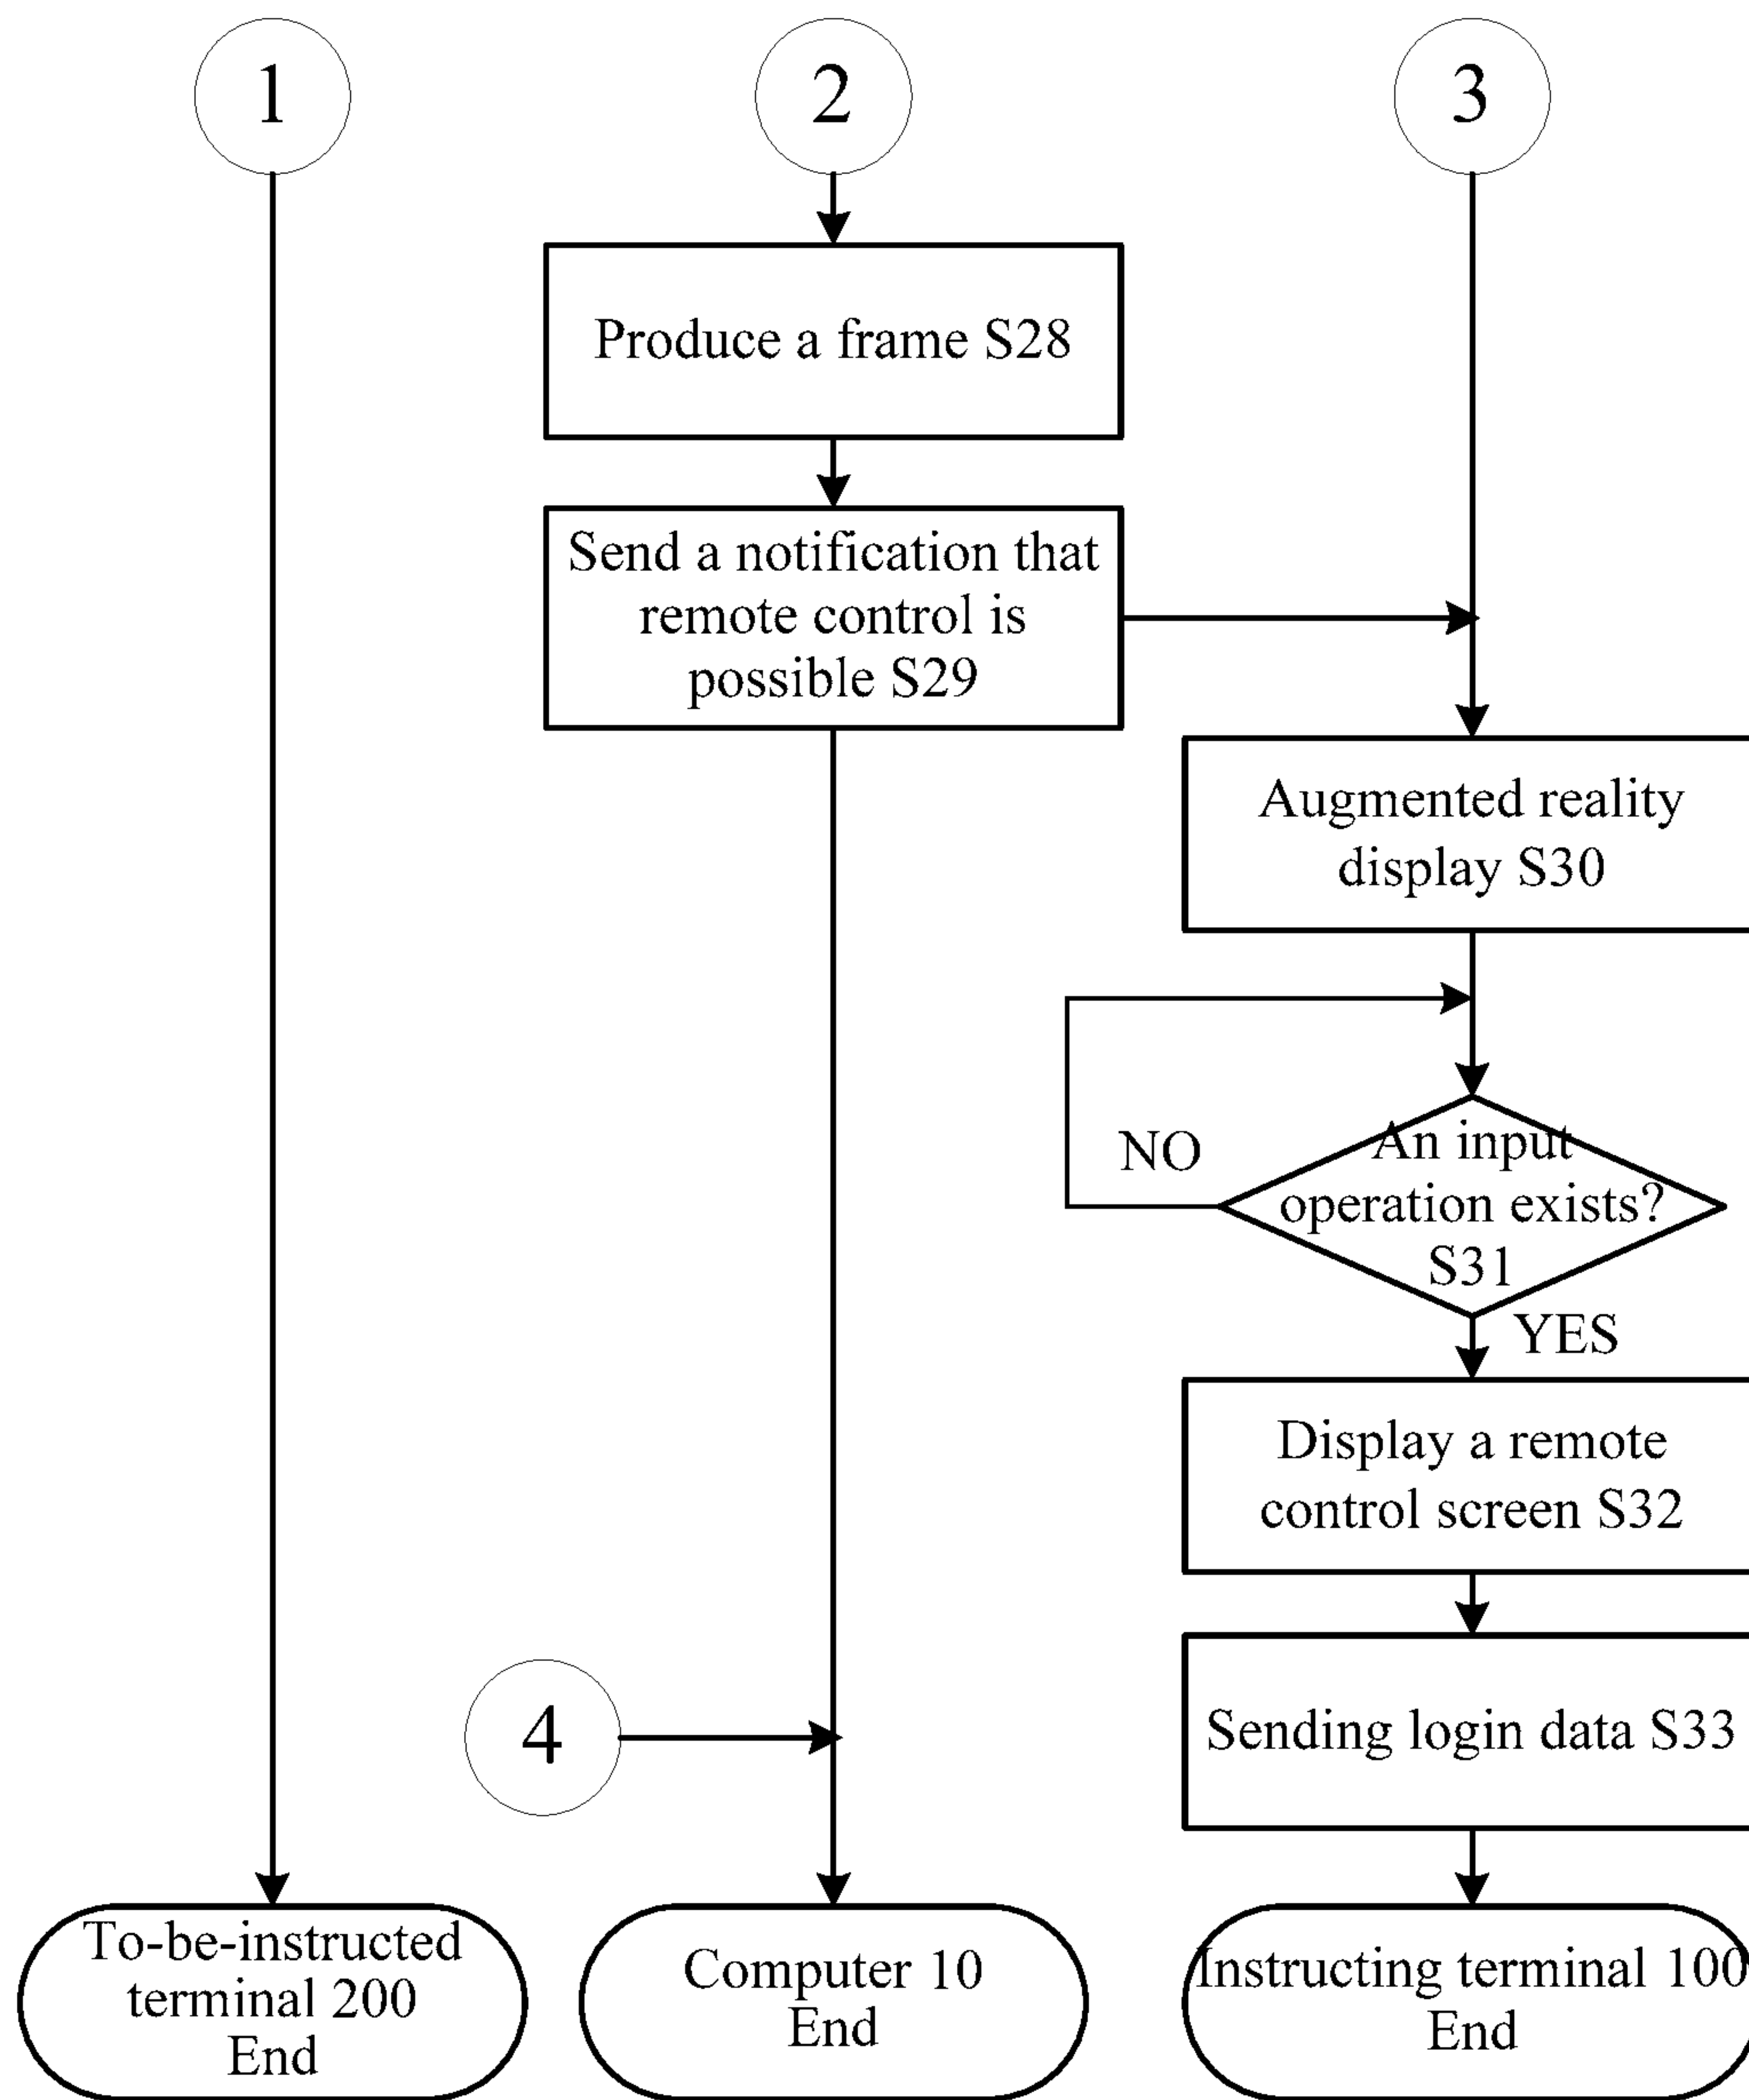 1
2
3
Produce a frame S28
Send a notification that
remote control is
possible S29
Augmented reality
display S30
NO
An input
operation exists?
S31
YES
Display a remote
control screen S32
4
Sending login data S33
To-be-instructed
terminal 200
End
Computer 10
End
Instructing terminal 100
End